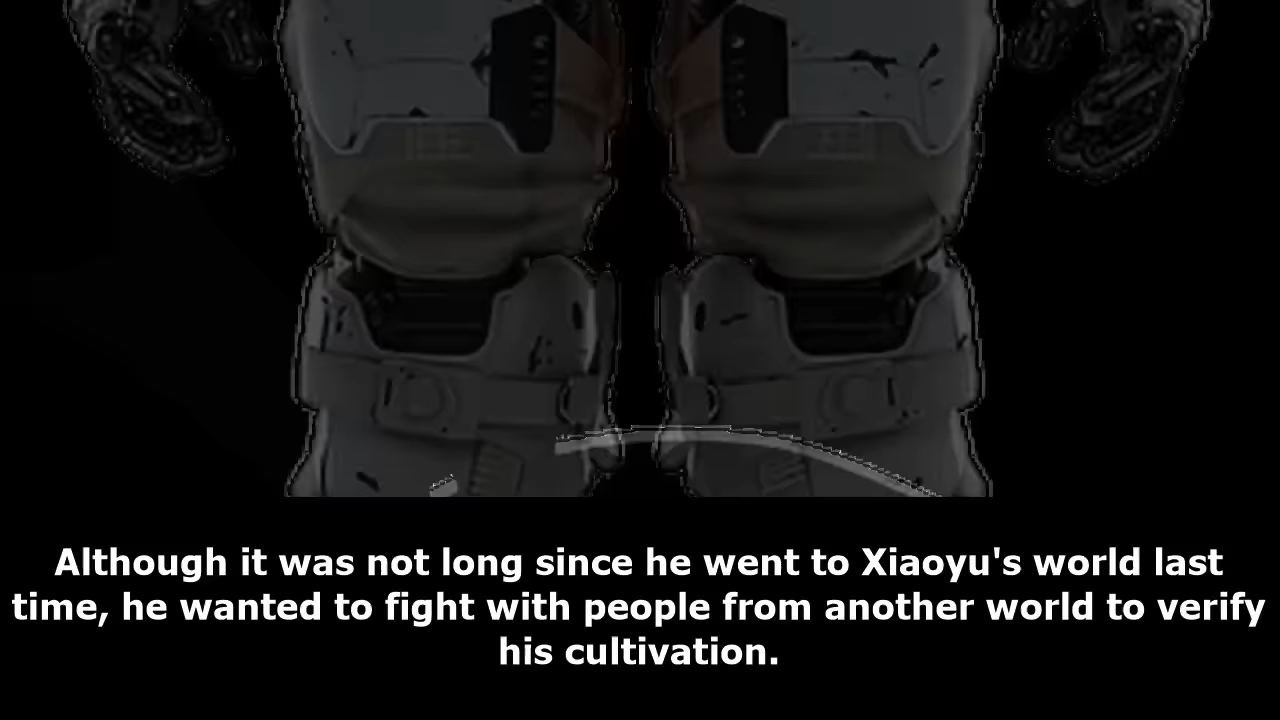 Although it was not long since he went to Xiaoyu's world last
time, he wanted to fight with people from another world to verify
his cultivation.